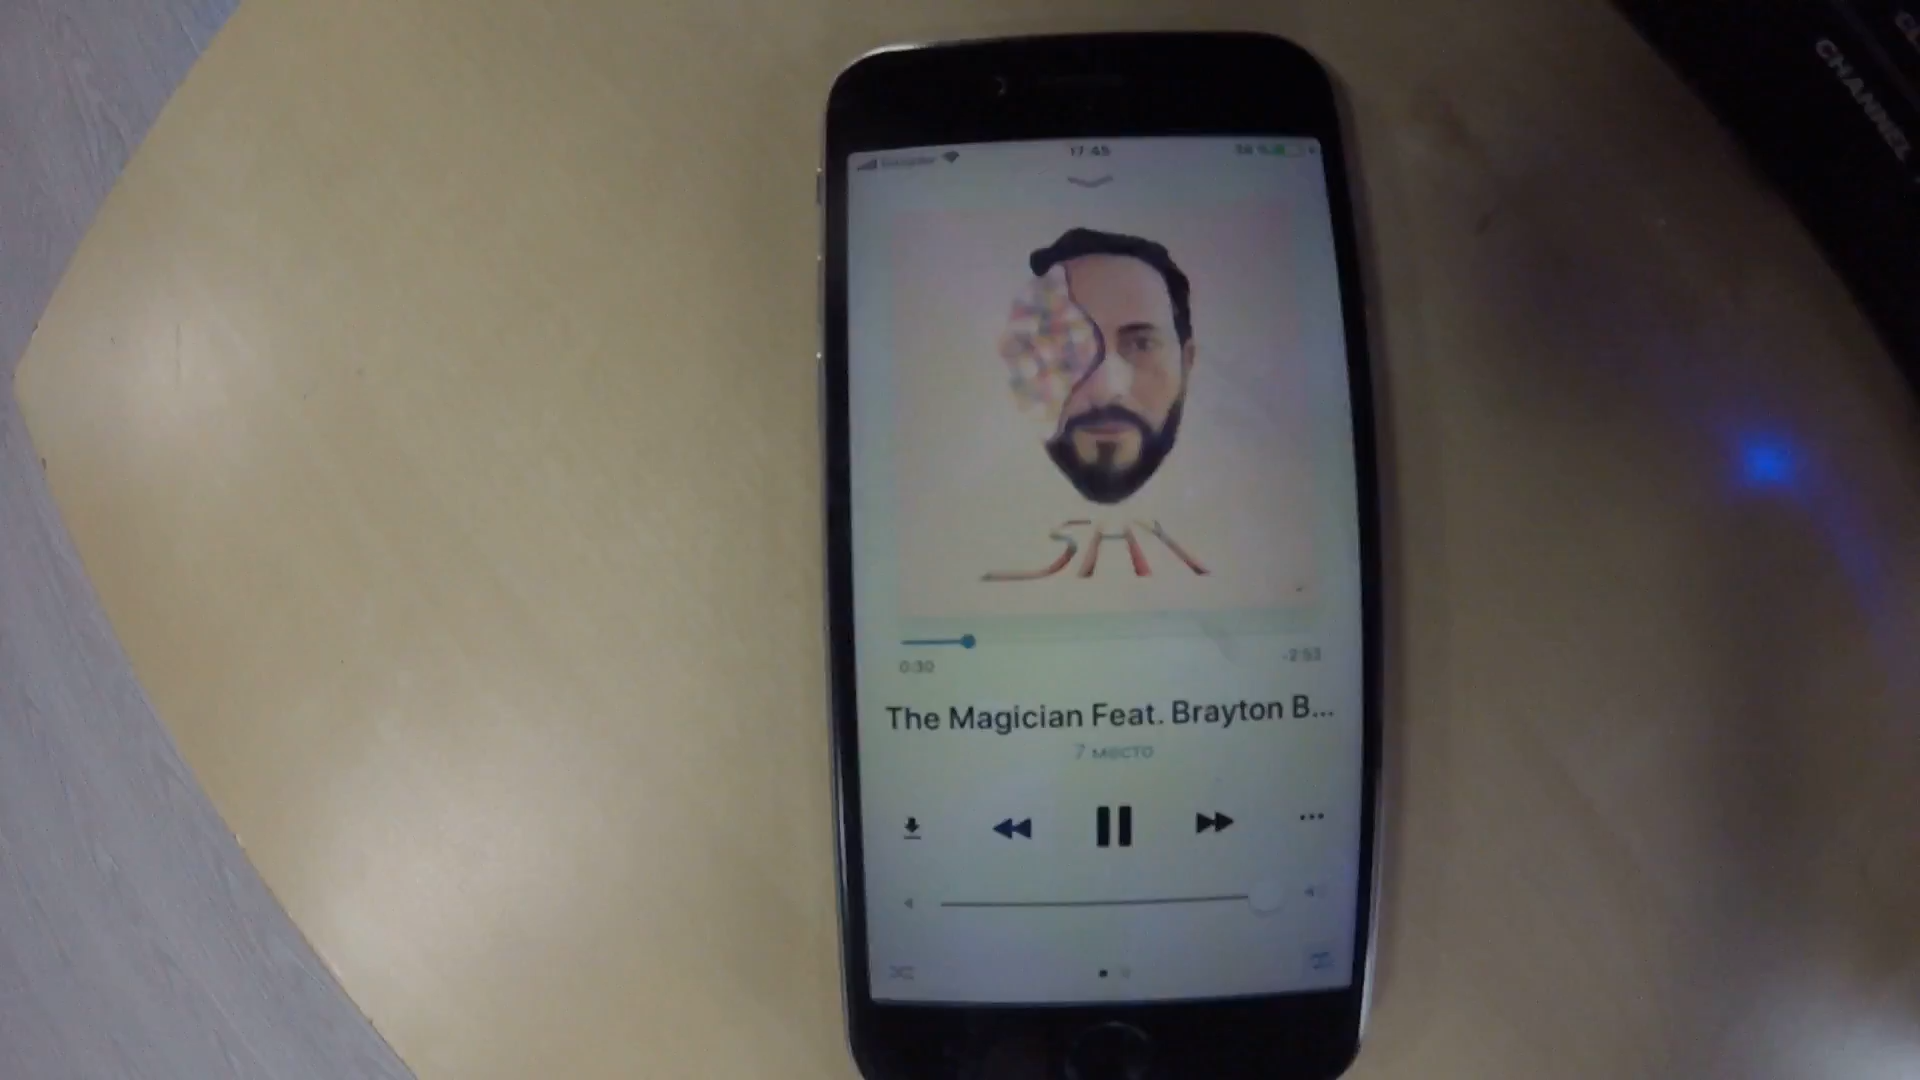 17:45
SHY
0:30
-2:53
The Magician Feat. Brayton B...
7 место
CHANNEL